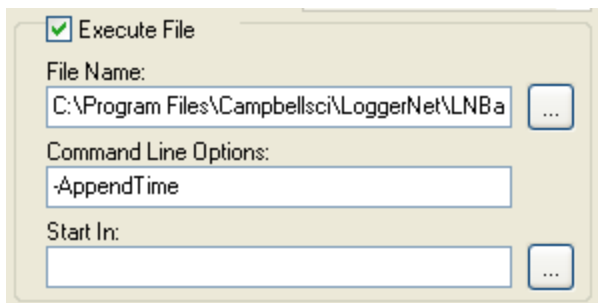 Execute File
File Name:
C:\Program Files\Campbellsci\LoggerNet\LNBa
...
Command Line Options:
-AppendTime
Start In:
...